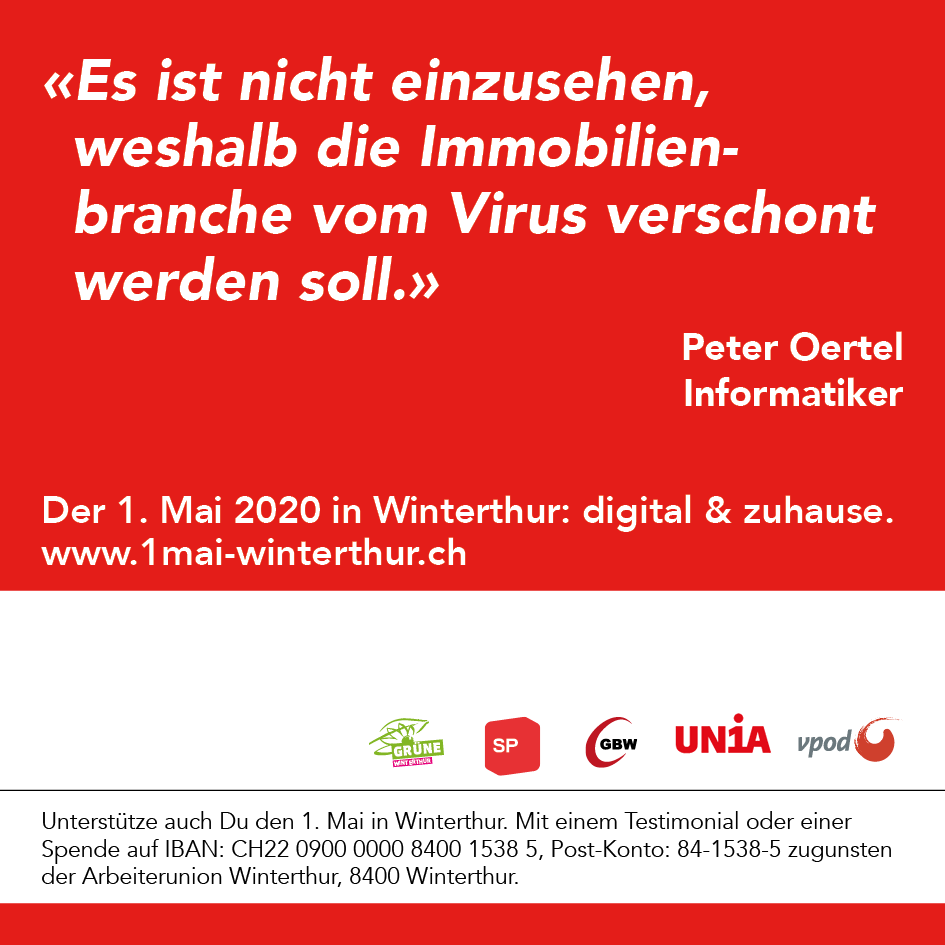 «Es ist nicht einzusehen,
weshalb die Immobilien-
branche vom Virus verschont
werden soll.»
Peter Oertel
Informatiker
Der 1. Mai 2020 in Winterthur: digital & zuhause.
www.1mai-winterthur.ch
GRÜNE
WINTERTHUR
SP
GBW
UNiA
vpod
Unterstütze auch Du den 1. Mai in Winterthur. Mit einem Testimonial oder einer
Spende auf IBAN: CH22 0900 0000 8400 1538 5, Post-Konto: 84-1538-5 zugunsten
der Arbeiterunion Winterthur, 8400 Winterthur.